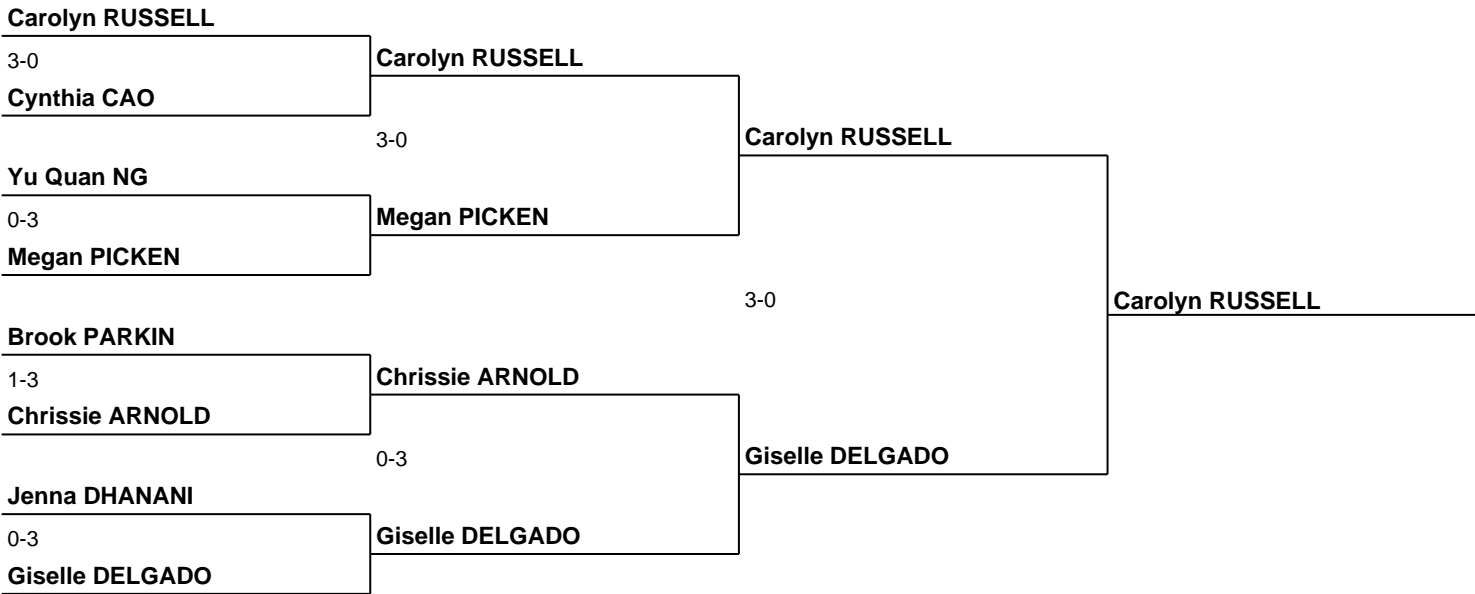 Carolyn RUSSELL
3-0
Cynthia CAO
Yu Quan NG
0-3
Megan PICKEN
Brook PARKIN
1-3
Chrissie ARNOLD
Jenna DHANANI
0-3
Giselle DELGADO
Carolyn RUSSELL
3-0
Megan PICKEN
Chrissie ARNOLD
0-3
Giselle DELGADO
Carolyn RUSSELL
3-0
Giselle DELGADO
Carolyn RUSSELL